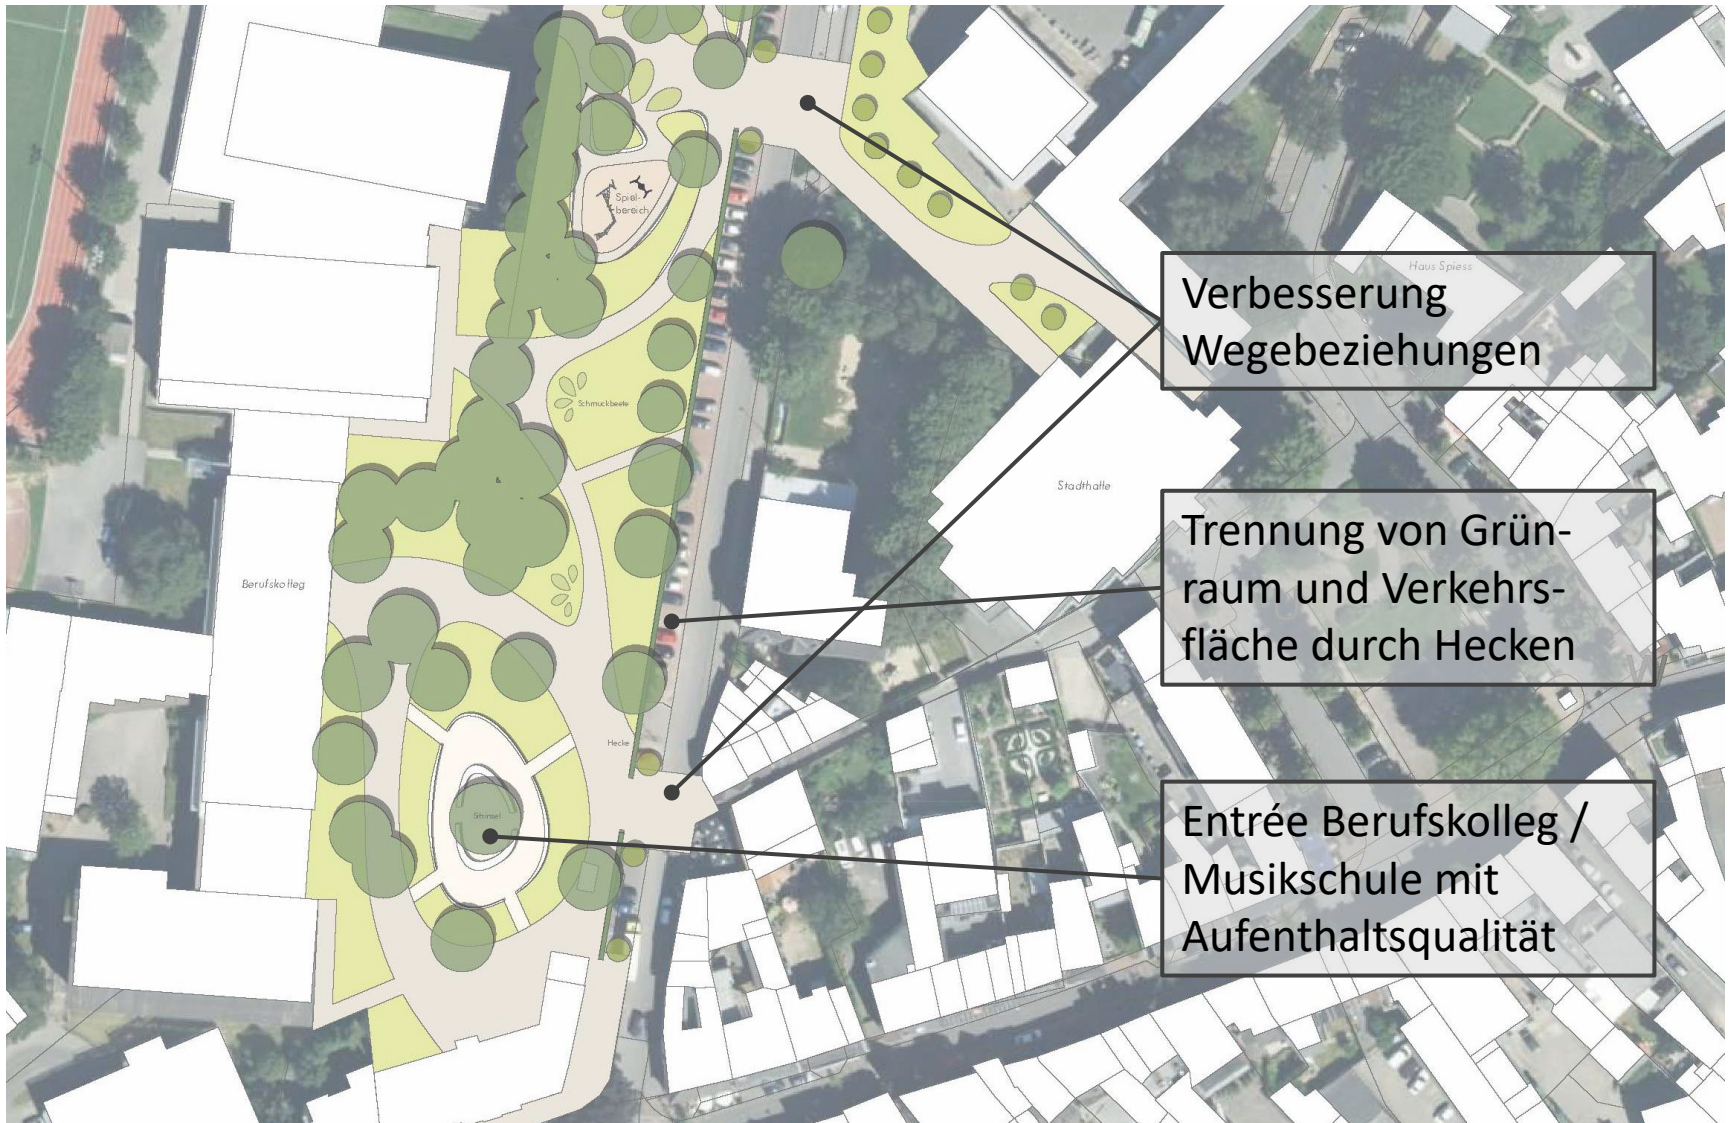 Spiel-
bereich
Haus Spiess
Verbesserung
Wegebeziehungen
Schmuckbeete
Stadthalle
Trennung von Grün-
raum und Verkehrs-
fläche durch Hecken
Berufskolleg
Hecke
Sitzinsel
Entrée Berufskolleg /
Musikschule mit
Aufenthaltsqualität